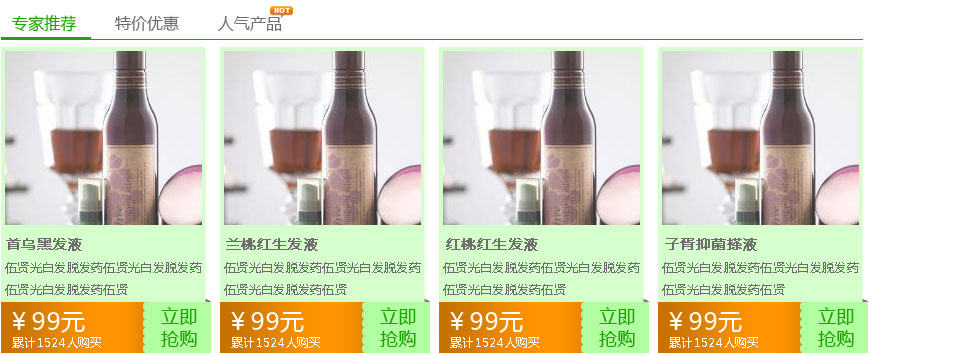 专家推荐 特价优惠 人气产品 HOT
首乌黑发液
伍贤光白发脱发药伍贤光白发脱发药
伍贤光白发脱发药伍贤
¥ 99元
累计1524人购买
立即
抢购
兰桃红生发液
伍贤光白发脱发药伍贤光白发脱发药
伍贤光白发脱发药伍贤
¥ 99元
累计1524人购买
立即
抢购
红桃红生发液
伍贤光白发脱发药伍贤光白发脱发药
伍贤光白发脱发药伍贤
¥ 99元
累计1524人购买
立即
抢购
子胥抑菌搽液
伍贤光白发脱发药伍贤光白发脱发药
伍贤光白发脱发药伍贤
¥ 99元
累计1524人购买
立即
抢购